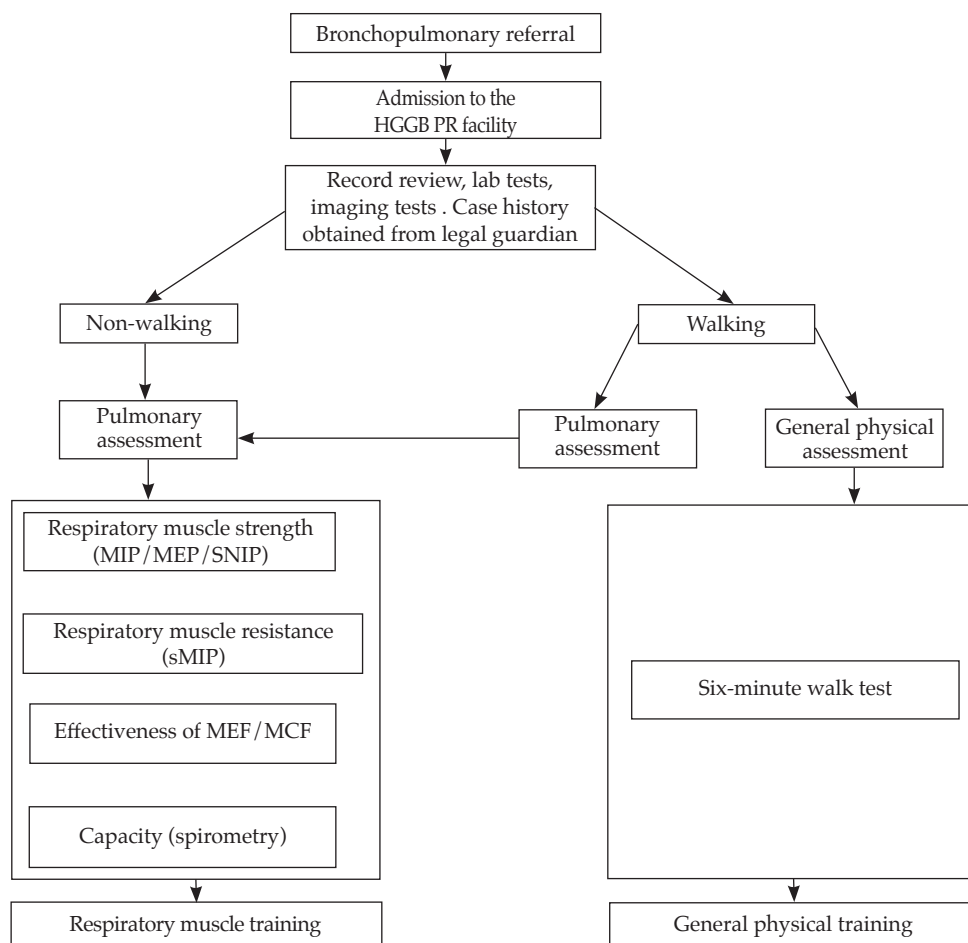 Bronchopulmonary referral
Admission to the
HGGB PR facility
Record review, lab tests,
imaging tests . Case history
obtained from legal guardian
Non-walking
Walking
Pulmonary
assessment
Pulmonary
assessment
General physical
assessment
Respiratory muscle strength
(MIP/MEP/SNIP)
Respiratory muscle resistance
(sMIP)
Effectiveness of MEF/MCF
Capacity (spirometry)
Six-minute walk test
Respiratory muscle training
General physical training